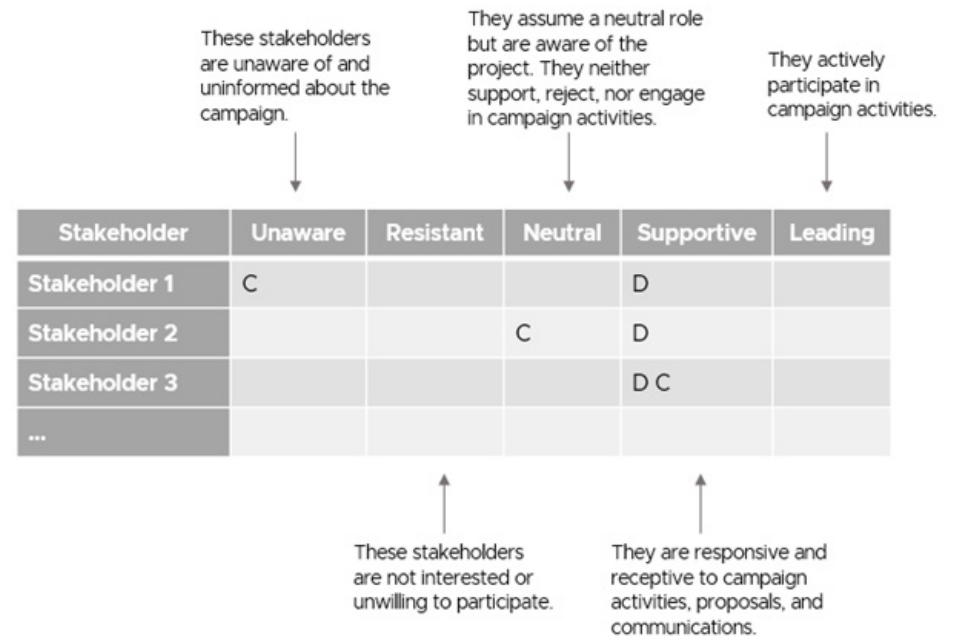 These stakeholders
are unaware of and
uninformed about the
campaign.
They assume a neutral role
but are aware of the
project. They neither
support, reject, nor engage
in campaign activities.
They actively
participate in
campaign activities.
Stakeholder Unaware Resistant Neutral Supportive Leading
Stakeholder 1 C D
Stakeholder 2 C D
Stakeholder 3 D C
...
These stakeholders
are not interested or
unwilling to participate.
They are responsive and
receptive to campaign
activities, proposals, and
communications.